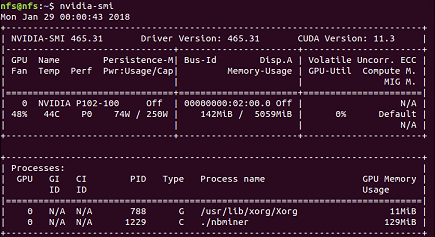 nfs@nfs:~$ nvidia-smi
Mon Jan 29 00:00:43 2018
+-----------------------------------------------------------------------------+
| NVIDIA-SMI 465.31       Driver Version: 465.31       CUDA Version: 11.3     |
|-------------------------------+----------------------+----------------------+
| GPU  Name        Persistence-M| Bus-Id        Disp.A | Volatile Uncorr. ECC |
| Fan  Temp  Perf  Pwr:Usage/Cap|         Memory-Usage | GPU-Util  Compute M. |
|                               |                      |               MIG M. |
|===============================+======================+======================|
|   0  NVIDIA P102-100     Off  | 00000000:02:00.0 Off |                  N/A |
| 48%   44C    P0    74W / 250W |    142MiB /  5059MiB |      0%      Default |
|                               |                      |                  N/A |
+-------------------------------+----------------------+----------------------+

+-----------------------------------------------------------------------------+
| Processes:                                                                  |
|  GPU   GI   CI        PID   Type   Process name                  GPU Memory |
|        ID   ID                                                   Usage      |
|=============================================================================|
|    0   N/A  N/A       788      G   /usr/lib/xorg/Xorg                 11MiB |
|    0   N/A  N/A      1229      C   ./nbminer                         129MiB |